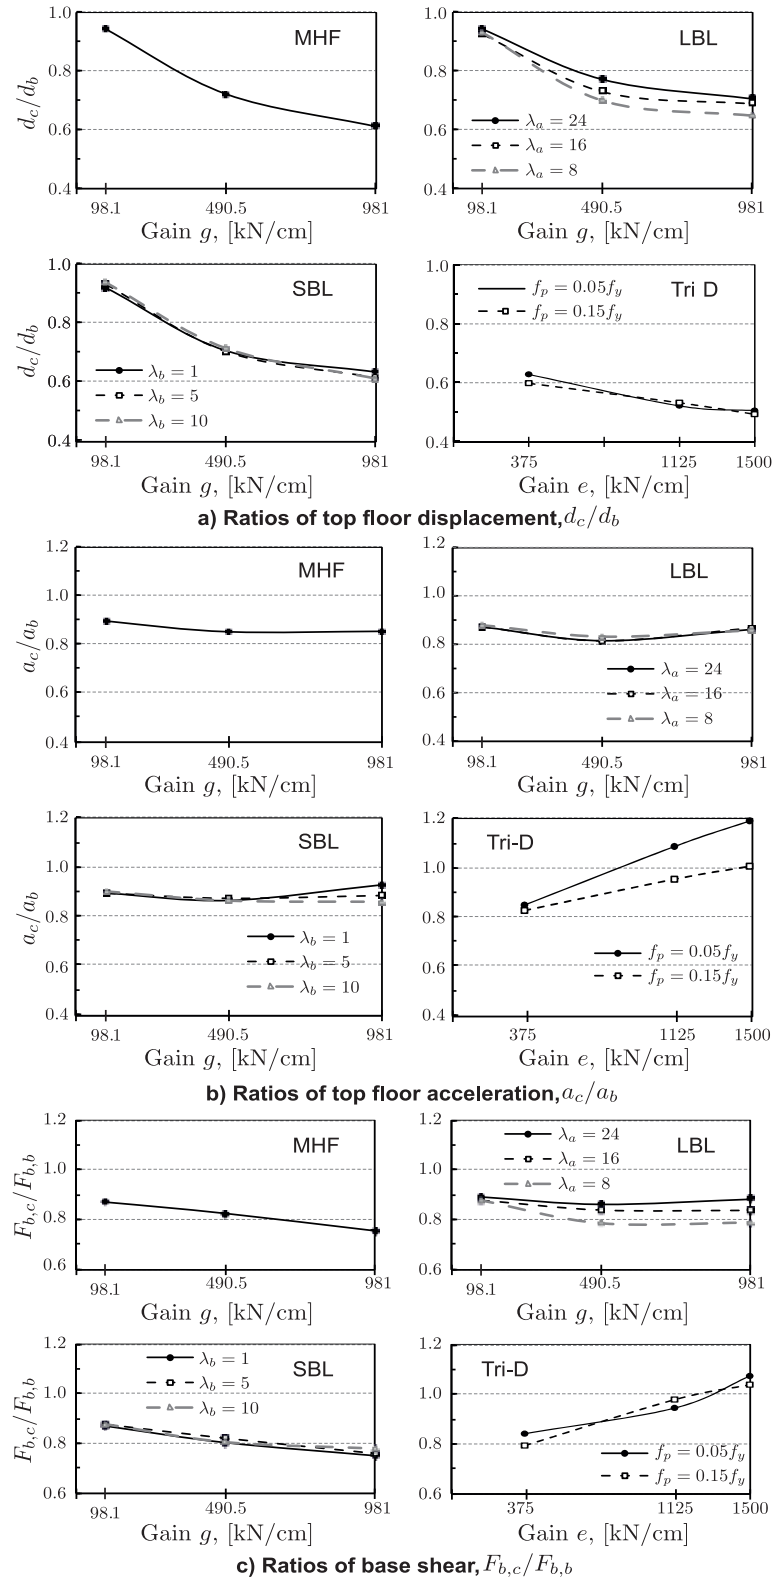 1.0
MHF
0.8
0.6
0.4
d_c/d_b
98.1 490.5 981
Gain g, [kN/cm]
1.0
LBL
0.8
0.6
0.4
λ_a = 24
λ_a = 16
λ_a = 8
98.1 490.5 981
Gain g, [kN/cm]
1.0
SBL
0.8
0.6
0.4
d_c/d_b
λ_b = 1
λ_b = 5
λ_b = 10
98.1 490.5 981
Gain g, [kN/cm]
1.0
f_p = 0.05f_y
f_p = 0.15f_y
Tri D
0.8
0.6
0.4
375 1125 1500
Gain e, [kN/cm]
a) Ratios of top floor displacement, d_c/d_b
1.2
MHF
1.0
0.8
0.6
0.4
a_c/a_b
98.1 490.5 981
Gain g, [kN/cm]
1.2
LBL
1.0
0.8
0.6
0.4
λ_a = 24
λ_a = 16
λ_a = 8
98.1 490.5 981
Gain g, [kN/cm]
1.2
SBL
1.0
0.8
0.6
0.4
a_c/a_b
λ_b = 1
λ_b = 5
λ_b = 10
98.1 490.5 981
Gain g, [kN/cm]
1.2
Tri-D
1.0
0.8
0.6
0.4
f_p = 0.05f_y
f_p = 0.15f_y
375 1125 1500
Gain e, [kN/cm]
b) Ratios of top floor acceleration, a_c/a_b
1.2
MHF
1.0
0.8
0.6
F_{b,c}/F_{b,b}
98.1 490.5 981
Gain g, [kN/cm]
1.2
λ_a = 24
λ_a = 16
λ_a = 8
LBL
1.0
0.8
0.6
98.1 490.5 981
Gain g, [kN/cm]
1.2
λ_b = 1
λ_b = 5
λ_b = 10
SBL
1.0
0.8
0.6
F_{b,c}/F_{b,b}
98.1 490.5 981
Gain g, [kN/cm]
1.2
Tri-D
1.0
0.8
0.6
f_p = 0.05f_y
f_p = 0.15f_y
375 1125 1500
Gain e, [kN/cm]
c) Ratios of base shear, F_{b,c}/F_{b,b}